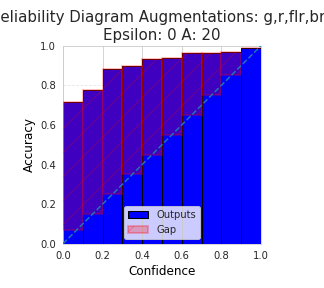 eliability Diagram Augmentations: g,r,flr,br
Epsilon: 0 A: 20
1.0
0.8
0.6
0.4
0.2
0.0
Accuracy
Outputs
Gap
0.0 0.2 0.4 0.6 0.8 1.0
Confidence